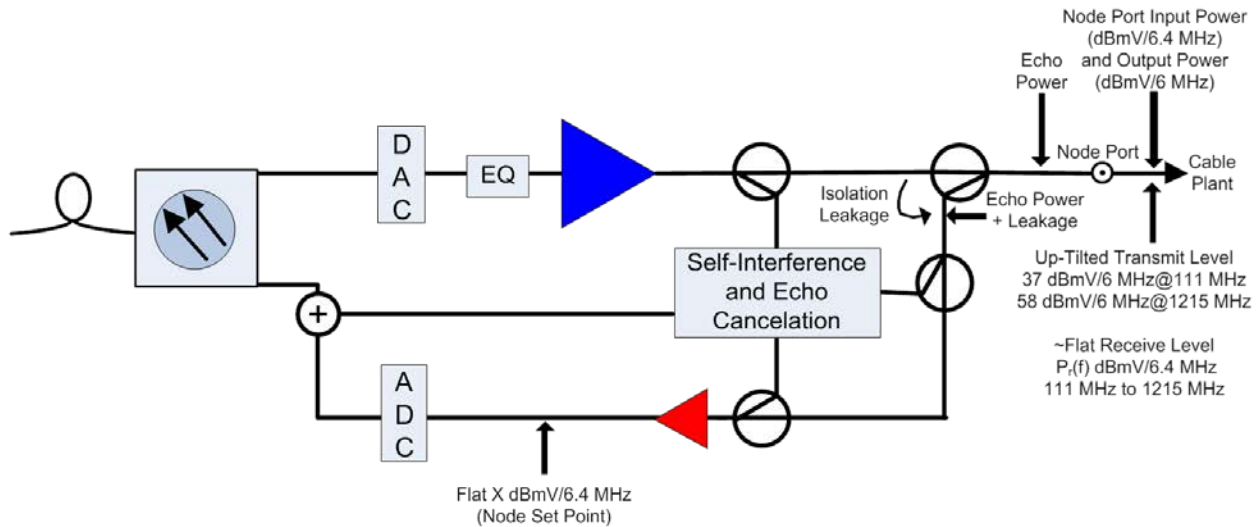 Node Port Input Power
(dBmV/6.4 MHz)
and Output Power
(dBmV/6 MHz)
Echo
Power
D
A
C
EQ
Node Port
Cable
Plant
Isolation
Leakage
Echo Power
+ Leakage
Self-Interference
and Echo
Cancelation
Up-Tilted Transmit Level
37 dBmV/6 MHz@111 MHz
58 dBmV/6 MHz@1215 MHz
+
~Flat Receive Level
Pr(f) dBmV/6.4 MHz
111 MHz to 1215 MHz
A
D
C
Flat X dBmV/6.4 MHz
(Node Set Point)